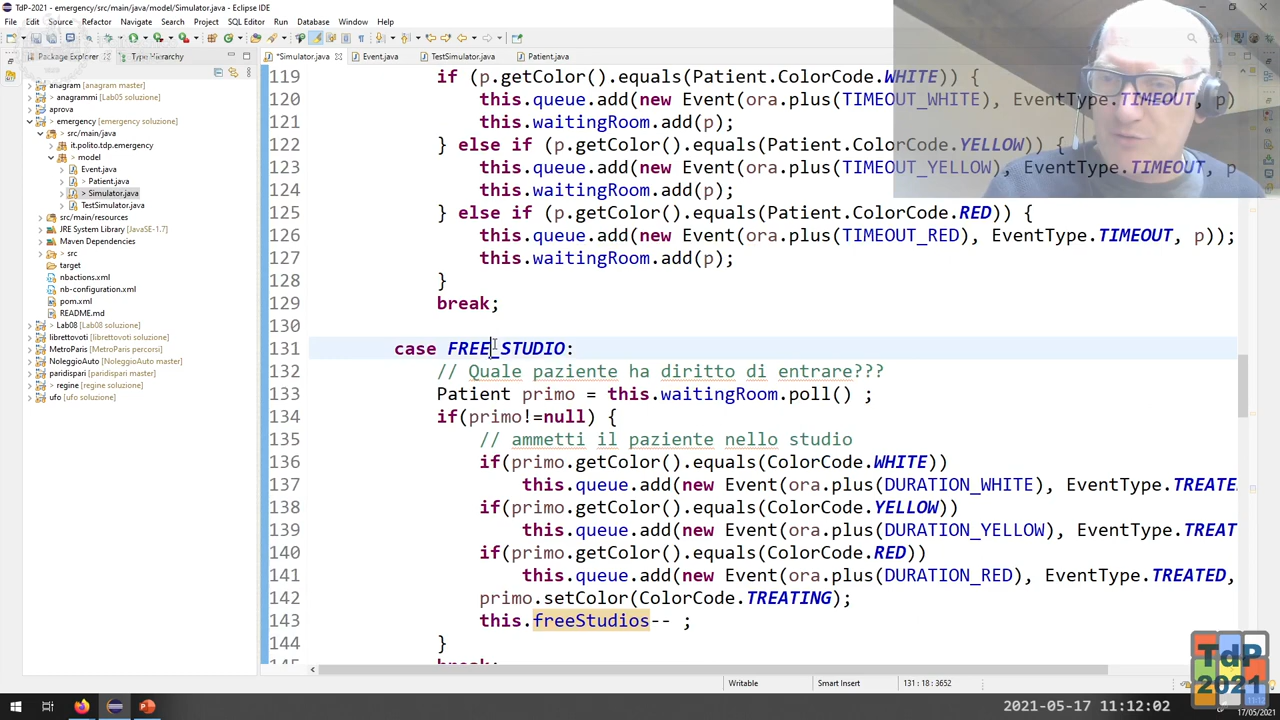 TdP-2021 - emergency/src/main/java/model/Simulator.java - Eclipse IDE
File Edit Source Refactor Navigate Search Project SQL Editor Run Database Window Help
Package Explorer Type Hierarchy
*Simulator.java Event.java TestSimulator.java Patient.java
anagram [anagram master]
anagrammi [Lab05 soluzione]
aprova
emergency [emergency soluzione]
src/main/java
it.polito.tdp.emergency
model
Event.java
> Patient.java
> Simulator.java
TestSimulator.java
src/main/resources
JRE System Library [JavaSE-1.7]
Maven Dependencies
> src
target
nbactions.xml
nb-configuration.xml
pom.xml
README.md
> Lab08 [Lab08 soluzione]
librettovoti [librettovoti master]
MetroParis [MetroParis percorsi]
NoleggioAuto [NoleggioAuto master]
paridispari [paridispari master]
regine [regine soluzione]
ufo [ufo soluzione]
119 if (p.getColor().equals(Patient.ColorCode.WHITE)) {
120 this.queue.add(new Event(ora.plus(TIMEOUT_WHITE), EventType.TIMEOUT, p)
121 this.waitingRoom.add(p);
122 } else if (p.getColor().equals(Patient.ColorCode.YELLOW)) {
123 this.queue.add(new Event(ora.plus(TIMEOUT_YELLOW), EventType.TIMEOUT, p
124 this.waitingRoom.add(p);
125 } else if (p.getColor().equals(Patient.ColorCode.RED)) {
126 this.queue.add(new Event(ora.plus(TIMEOUT_RED), EventType.TIMEOUT, p));
127 this.waitingRoom.add(p);
128 }
129 break;
130
131 case FREE_STUDIO:
132 // Quale paziente ha diritto di entrare???
133 Patient primo = this.waitingRoom.poll() ;
134 if(primo!=null) {
135 // ammetti il paziente nello studio
136 if(primo.getColor().equals(ColorCode.WHITE))
137 this.queue.add(new Event(ora.plus(DURATION_WHITE), EventType.TREATE
138 if(primo.getColor().equals(ColorCode.YELLOW))
139 this.queue.add(new Event(ora.plus(DURATION_YELLOW), EventType.TREAT
140 if(primo.getColor().equals(ColorCode.RED))
141 this.queue.add(new Event(ora.plus(DURATION_RED), EventType.TREATED,
142 primo.setColor(ColorCode.TREATING);
143 this.freeStudios-- ;
144 }
145 break;
Writable Smart Insert 131 : 18 : 3652
TdP
2021
2021-05-17 11:12:02
11:12
17/05/2021